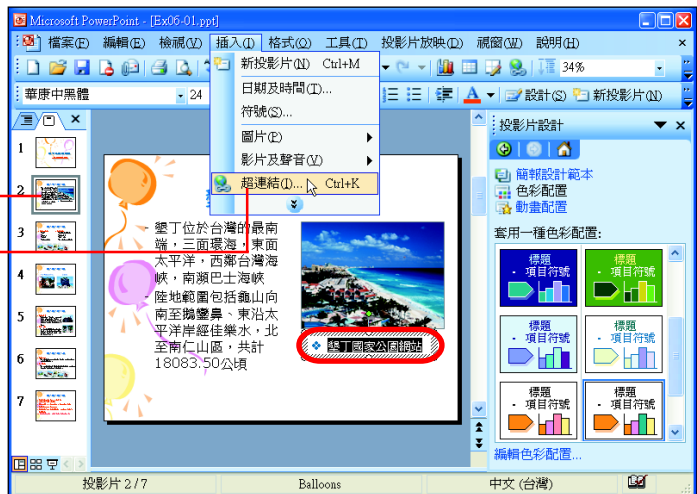 Microsoft PowerPoint - [Ex06-01.ppt]
檔案(F) 編輯(E) 檢視(V) 插入(I) 格式(O) 工具(T) 投影片放映(D) 視窗(W) 說明(H)
新投影片(N) Ctrl+M
日期及時間(T)...
符號(S)...
圖片(P)
影片及聲音(V)
超連結(I)... Ctrl+K
34%
華康中黑體 24
設計(S) 新投影片(N)
1
2
3
4
5
6
7
墾丁位於台灣的最南
端，三面環海，東面
太平洋，西鄰台灣海
峽，南瀕巴士海峽
陸地範圍包括龜山向
南至鵝鑾鼻、東沿太
平洋岸經佳樂水，北
至南仁山區，共計
18083.50公頃
墾丁國家公園網站
投影片設計
簡報設計範本
色彩配置
動畫配置
套用一種色彩配置:
標題
項目符號
標題
項目符號
標題
項目符號
標題
項目符號
標題
項目符號
標題
項目符號
編輯色彩配置...
投影片 2 / 7
Balloons
中文 (台灣)